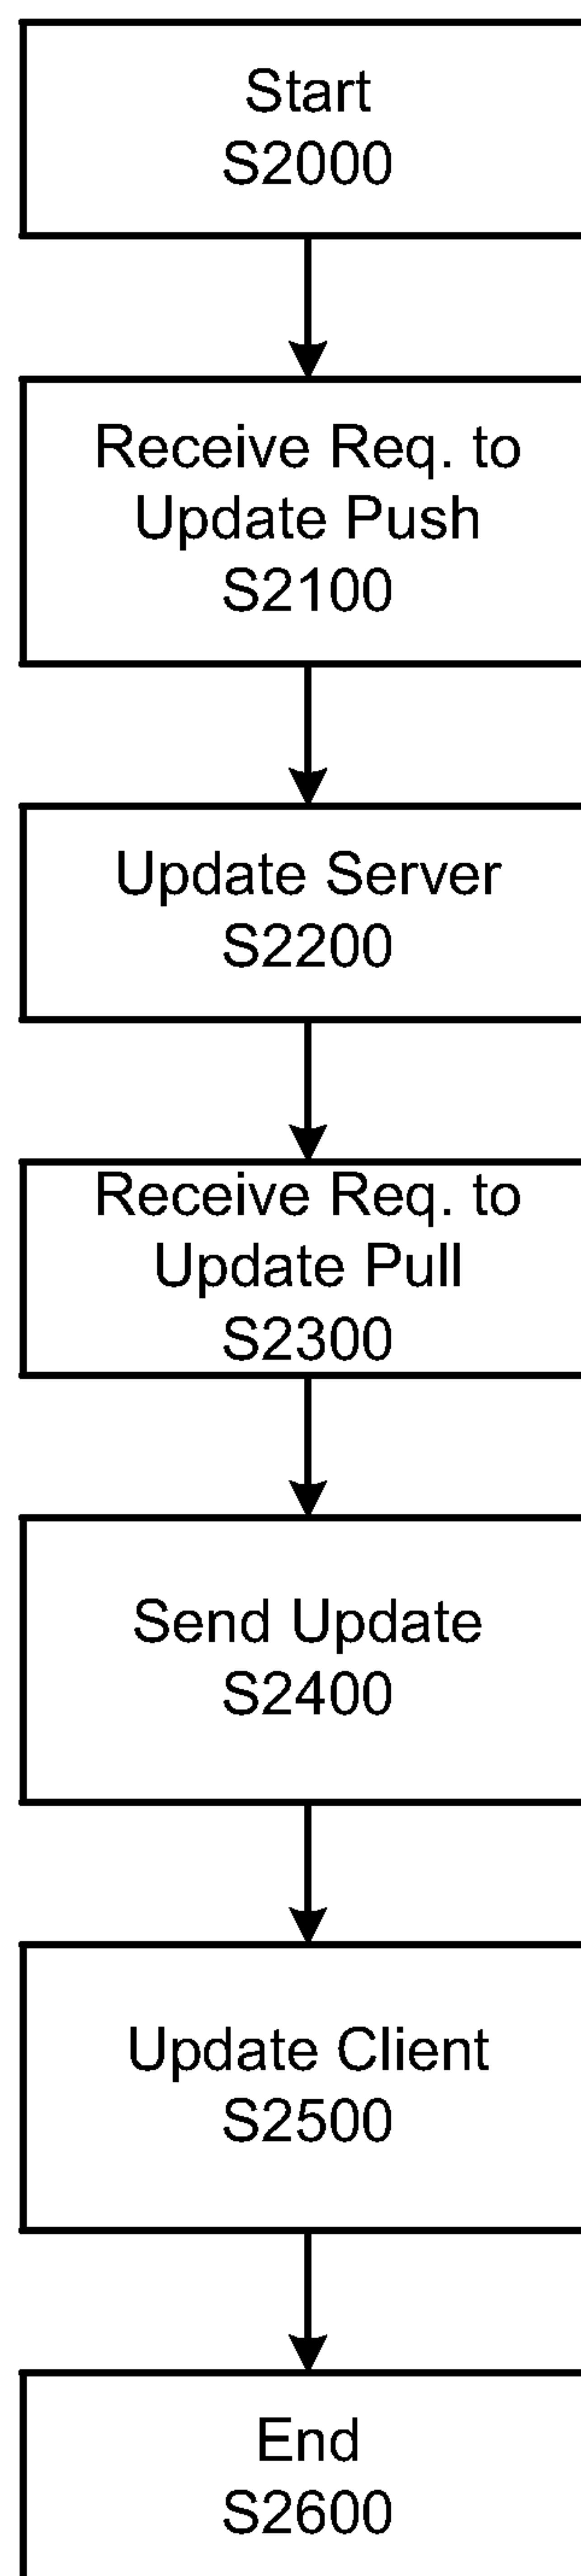 Start
S2000
Receive Req. to
Update Push
S2100
Update Server
S2200
Receive Req. to
Update Pull
S2300
Send Update
S2400
Update Client
S2500
End
S2600